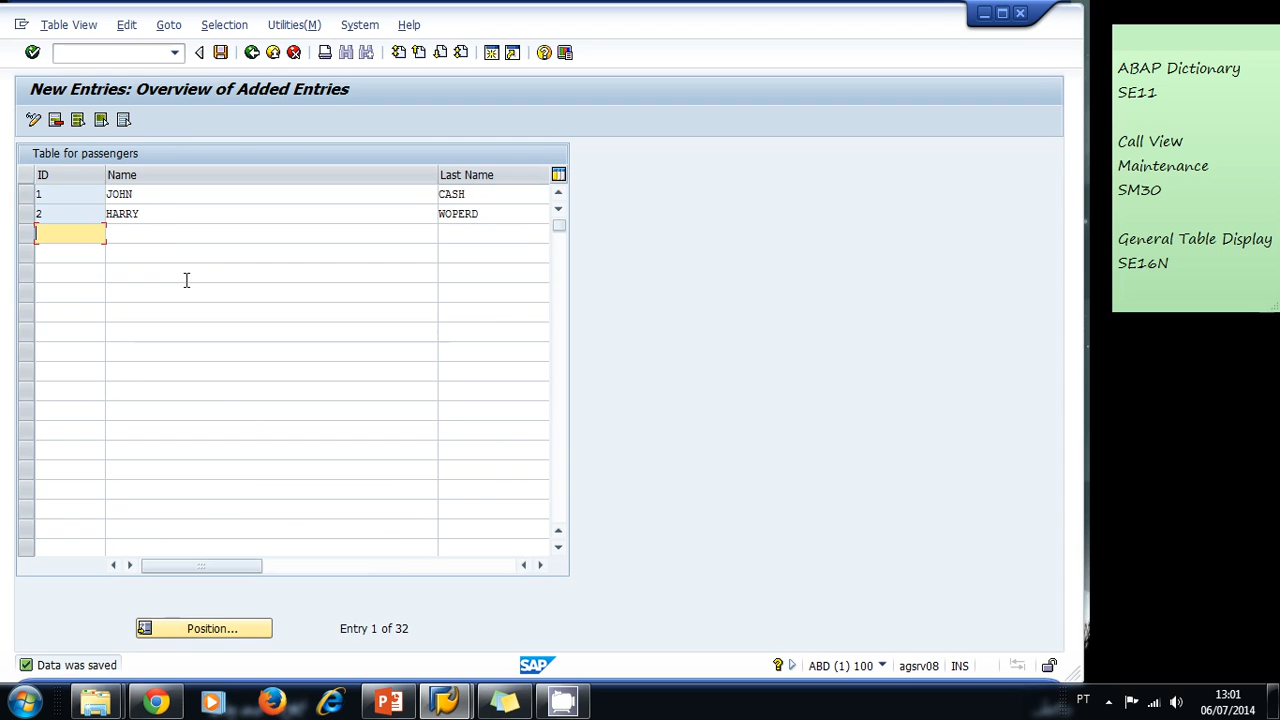 Table View Edit Goto Selection Utilities(M) System Help
New Entries: Overview of Added Entries
Table for passengers
ID Name Last Name
1 JOHN CASH
2 HARRY WOPERD
Position... Entry 1 of 32
Data was saved SAP ABD (1) 100 agsrv08 INS
ABAP Dictionary
SE11
Call View
Maintenance
SM30
General Table Display
SE16N
PT 13:01
06/07/2014